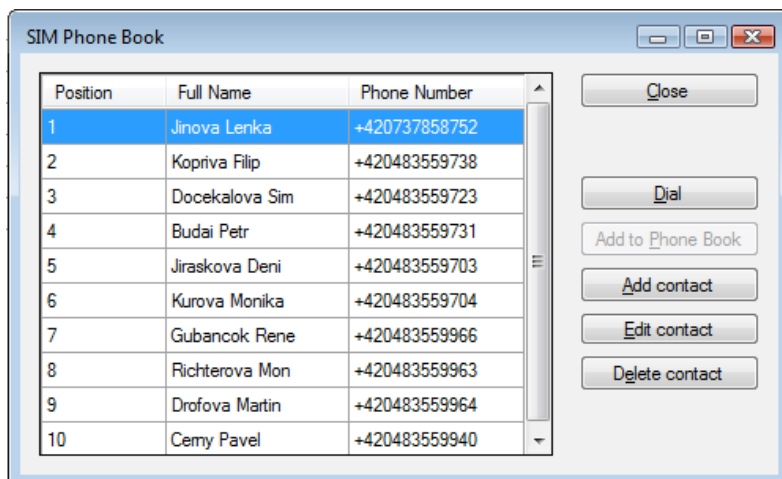 SIM Phone Book
Position Full Name Phone Number
1 Jinova Lenka +420737858752
2 Kopriva Filip +420483559738
3 Docekalova Sim +420483559723
4 Budai Petr +420483559731
5 Jiraskova Deni +420483559703
6 Kurova Monika +420483559704
7 Gubancok Rene +420483559966
8 Richterova Mon +420483559963
9 Drofova Martin +420483559964
10 Cerny Pavel +420483559940
Close
Dial
Add to Phone Book
Add contact
Edit contact
Delete contact